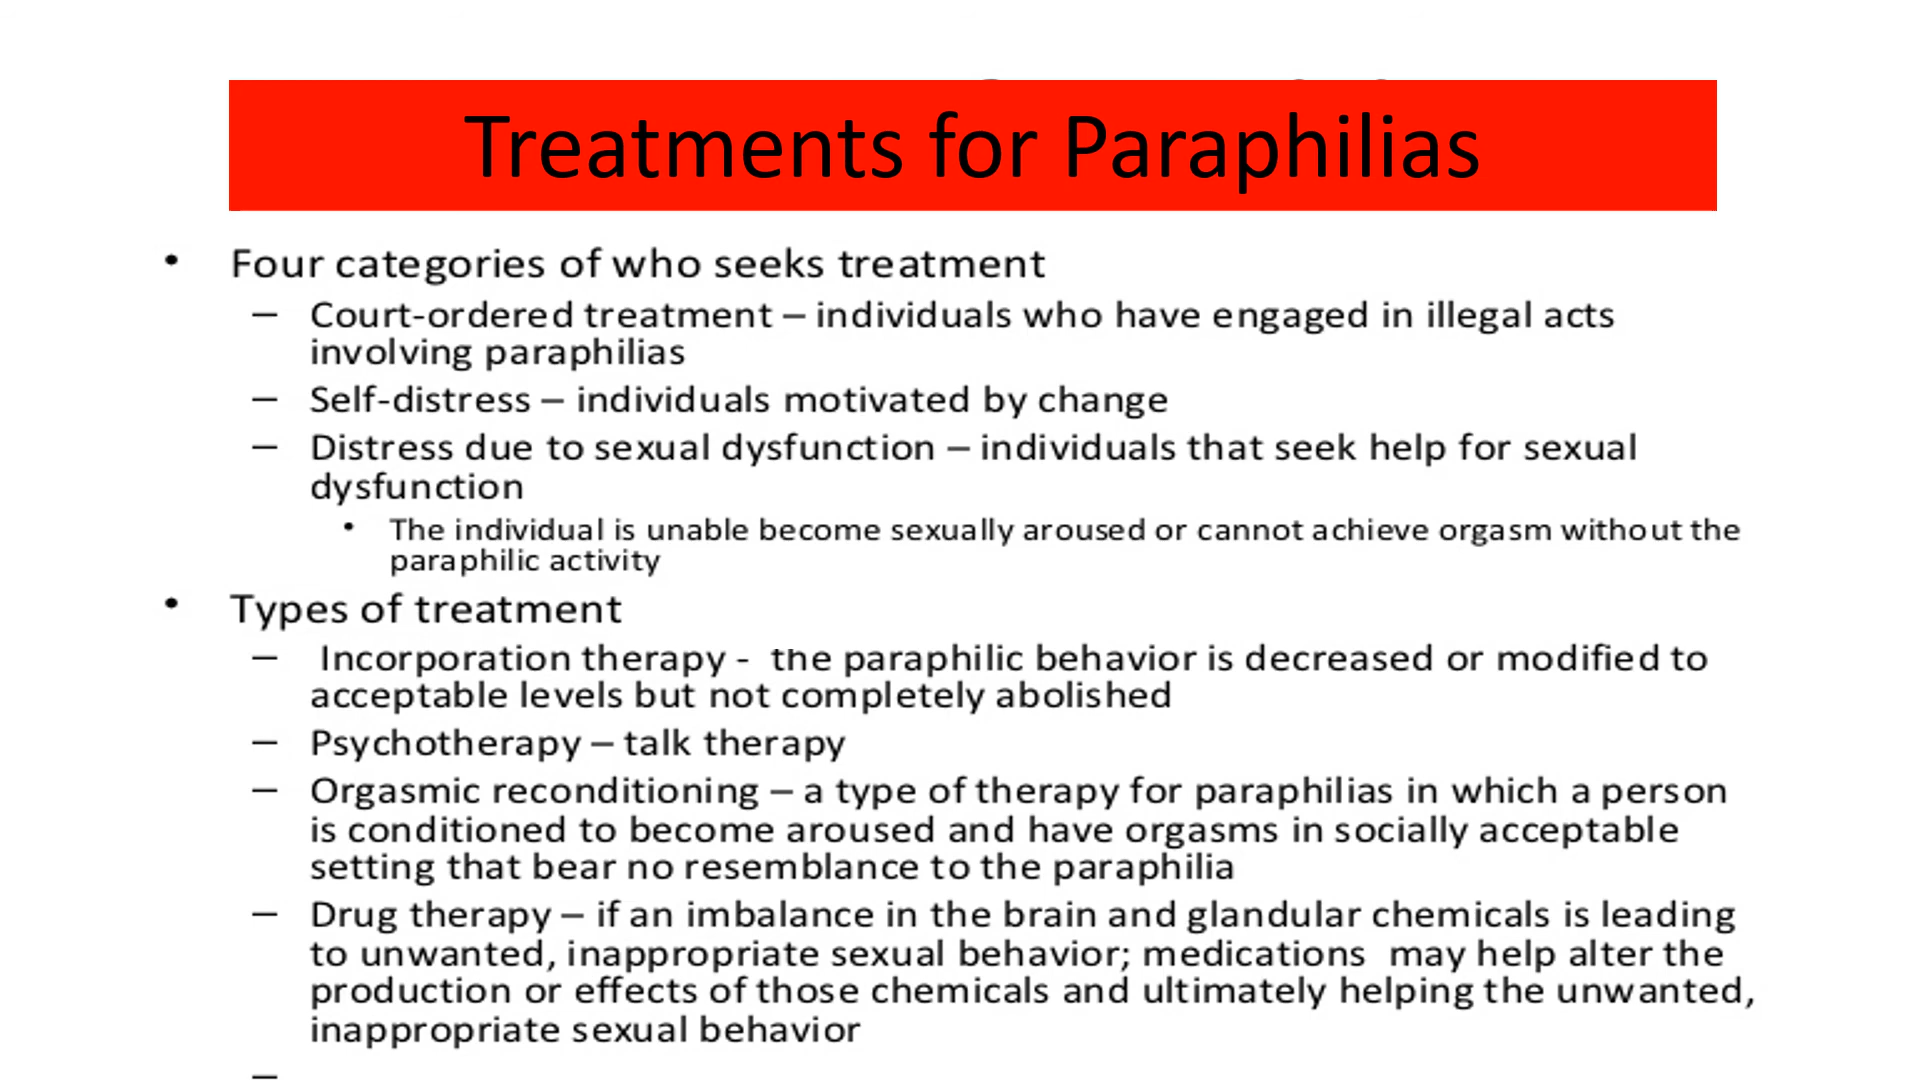 Treatments for Paraphilias
• Four categories of who seeks treatment
– Court-ordered treatment – individuals who have engaged in illegal acts
involving paraphilias
– Self-distress – individuals motivated by change
– Distress due to sexual dysfunction – individuals that seek help for sexual
dysfunction
• The individual is unable become sexually aroused or cannot achieve orgasm without the
paraphilic activity
• Types of treatment
– Incorporation therapy - the paraphilic behavior is decreased or modified to
acceptable levels but not completely abolished
– Psychotherapy – talk therapy
– Orgasmic reconditioning – a type of therapy for paraphilias in which a person
is conditioned to become aroused and have orgasms in socially acceptable
setting that bear no resemblance to the paraphilia
– Drug therapy – if an imbalance in the brain and glandular chemicals is leading
to unwanted, inappropriate sexual behavior; medications may help alter the
production or effects of those chemicals and ultimately helping the unwanted,
inappropriate sexual behavior
–